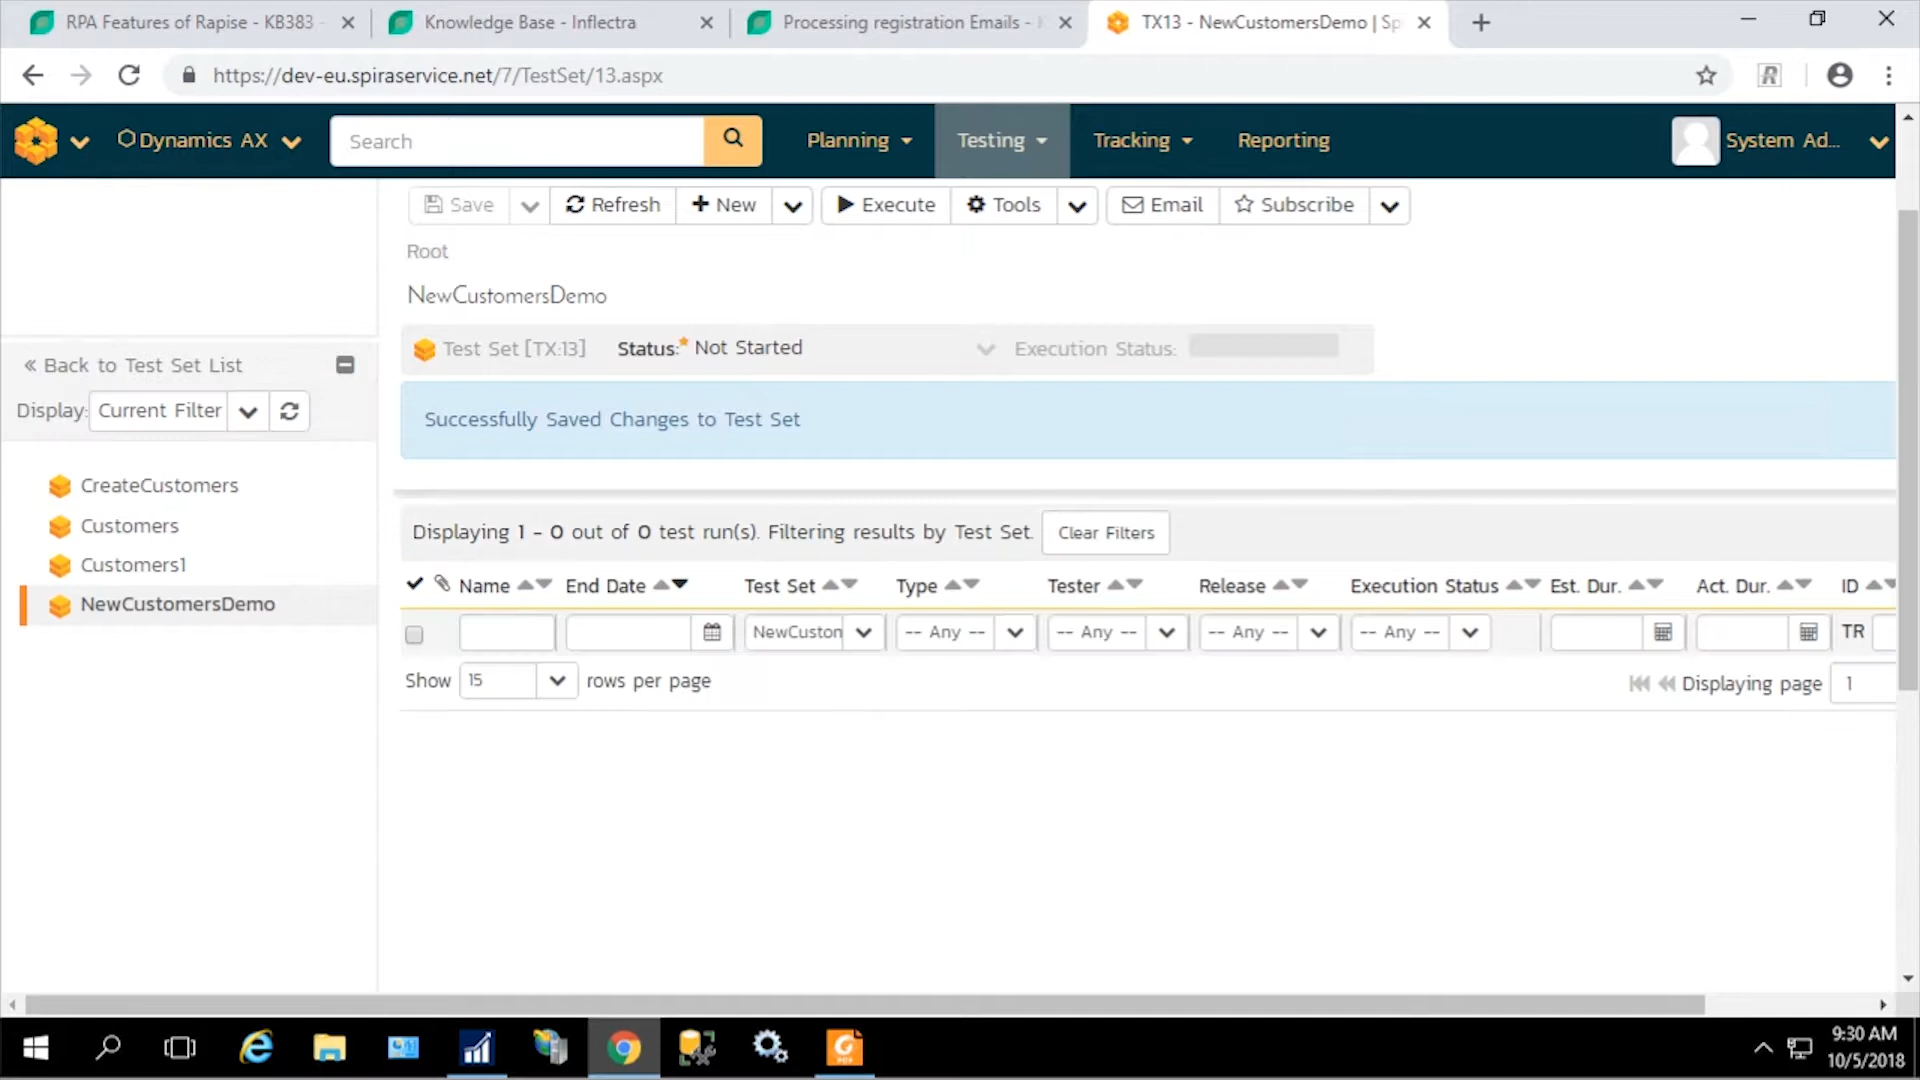 RPA Features of Rapise - KB383 -
Knowledge Base - Inflectra
Processing registration Emails -
TX13 - NewCustomersDemo | Sp
https://dev-eu.spiraservice.net/7/TestSet/13.aspx
Dynamics AX
Search
Planning
Testing
Tracking
Reporting
System Ad...
Save
Refresh
New
Execute
Tools
Email
Subscribe
Root
NewCustomersDemo
Test Set [TX:13]
Status:* Not Started
Execution Status:
« Back to Test Set List
Display: Current Filter
Successfully Saved Changes to Test Set
CreateCustomers
Customers
Customers1
NewCustomersDemo
Displaying 1 - 0 out of 0 test run(s). Filtering results by Test Set.
Clear Filters
Name
End Date
Test Set
Type
Tester
Release
Execution Status
Est. Dur.
Act. Dur.
ID
NewCustom
-- Any --
-- Any --
-- Any --
-- Any --
TR
Show 15 rows per page
Displaying page 1
PDF
9:30 AM
10/5/2018